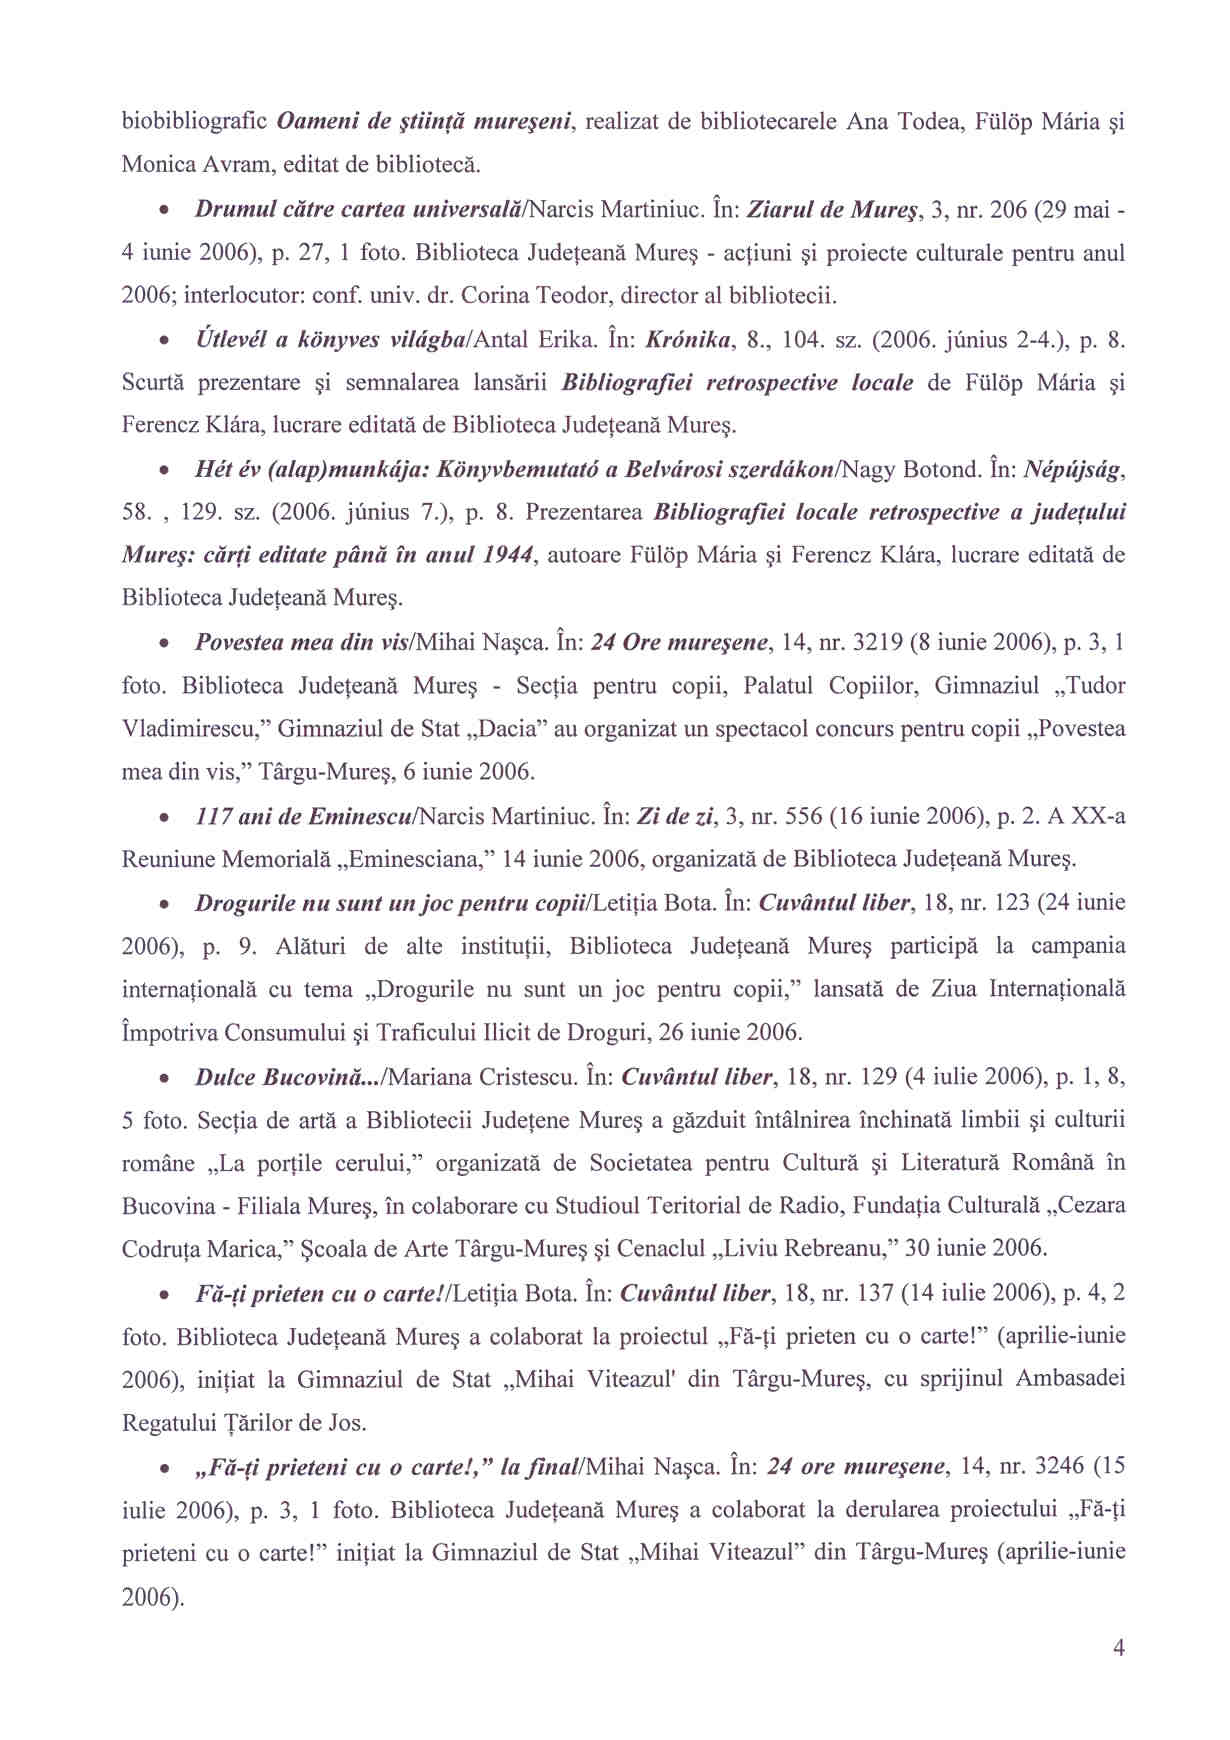 biobibliografic Oameni de ştiinţă mureşeni, realizat de bibliotecarele Ana Todea, Fülöp Mária şi
Monica Avram, editat de bibliotecă.
• Drumul către cartea universală/Narcis Martiniuc. În: Ziarul de Mureş, 3, nr. 206 (29 mai -
4 iunie 2006), p. 27, 1 foto. Biblioteca Judeţeană Mureş - acţiuni şi proiecte culturale pentru anul
2006; interlocutor: conf. univ. dr. Corina Teodor, director al bibliotecii.
• Útlevél a könyves világba/Antal Erika. În: Krónika, 8., 104. sz. (2006. június 2-4.), p. 8.
Scurtă prezentare şi semnalarea lansării Bibliografiei retrospective locale de Fülöp Mária şi
Ferencz Klára, lucrare editată de Biblioteca Judeţeană Mureş.
• Hét év (alap)munkája: Könyvbemutató a Belvárosi szerdákon/Nagy Botond. În: Népújság,
58. , 129. sz. (2006. június 7.), p. 8. Prezentarea Bibliografiei locale retrospective a judeţului
Mureş: cărţi editate până în anul 1944, autoare Fülöp Mária şi Ferencz Klára, lucrare editată de
Biblioteca Judeţeană Mureş.
• Povestea mea din vis/Mihai Naşca. În: 24 Ore mureşene, 14, nr. 3219 (8 iunie 2006), p. 3, 1
foto. Biblioteca Judeţeană Mureş - Secţia pentru copii, Palatul Copiilor, Gimnaziul „Tudor
Vladimirescu,” Gimnaziul de Stat „Dacia” au organizat un spectacol concurs pentru copii „Povestea
mea din vis,” Târgu-Mureş, 6 iunie 2006.
• 117 ani de Eminescu/Narcis Martiniuc. În: Zi de zi, 3, nr. 556 (16 iunie 2006), p. 2. A XX-a
Reuniune Memorială „Eminesciana,” 14 iunie 2006, organizată de Biblioteca Judeţeană Mureş.
• Drogurile nu sunt un joc pentru copii/Letiţia Bota. În: Cuvântul liber, 18, nr. 123 (24 iunie
2006), p. 9. Alături de alte instituţii, Biblioteca Judeţeană Mureş participă la campania
internaţională cu tema „Drogurile nu sunt un joc pentru copii,” lansată de Ziua Internaţională
Împotriva Consumului şi Traficului Ilicit de Droguri, 26 iunie 2006.
• Dulce Bucovină.../Mariana Cristescu. În: Cuvântul liber, 18, nr. 129 (4 iulie 2006), p. 1, 8,
5 foto. Secţia de artă a Bibliotecii Judeţene Mureş a găzduit întâlnirea închinată limbii şi culturii
române „La porţile cerului,” organizată de Societatea pentru Cultură şi Literatură Română în
Bucovina - Filiala Mureş, în colaborare cu Studioul Teritorial de Radio, Fundaţia Culturală „Cezara
Codruţa Marica,” Şcoala de Arte Târgu-Mureş şi Cenaclul „Liviu Rebreanu,” 30 iunie 2006.
• Fă-ţi prieten cu o carte!/Letiţia Bota. În: Cuvântul liber, 18, nr. 137 (14 iulie 2006), p. 4, 2
foto. Biblioteca Judeţeană Mureş a colaborat la proiectul „Fă-ţi prieten cu o carte!” (aprilie-iunie
2006), iniţiat la Gimnaziul de Stat „Mihai Viteazul' din Târgu-Mureş, cu sprijinul Ambasadei
Regatului Ţărilor de Jos.
• „Fă-ţi prieteni cu o carte!,” la final/Mihai Naşca. În: 24 ore mureşene, 14, nr. 3246 (15
iulie 2006), p. 3, 1 foto. Biblioteca Judeţeană Mureş a colaborat la derularea proiectului „Fă-ţi
prieteni cu o carte!” iniţiat la Gimnaziul de Stat „Mihai Viteazul” din Târgu-Mureş (aprilie-iunie
2006).
4